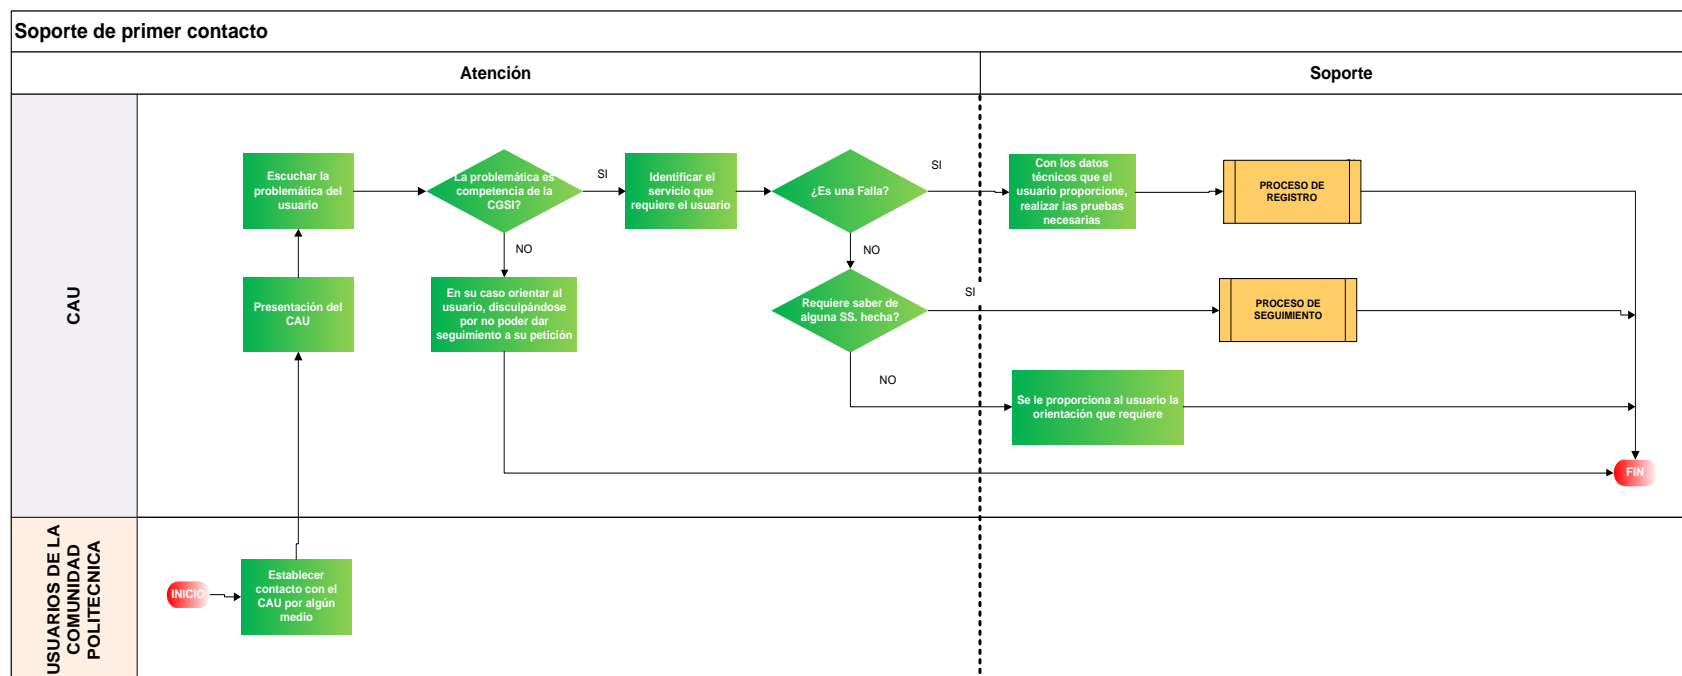 Soporte de primer contacto
Atención
Soporte
CAU
Escuchar la
problemática del
usuario
La problemática es
competencia de la
CGSI?
SI
Identificar el
servicio que
requiere el usuario
¿Es una Falla?
SI
Con los datos
técnicos que el
usuario proporcione,
realizar las pruebas
necesarias
PROCESO DE
REGISTRO
NO
NO
Presentación del
CAU
En su caso orientar al
usuario, disculpándose
por no poder dar
seguimiento a su petición
Requiere saber de
alguna SS. hecha?
SI
PROCESO DE
SEGUIMIENTO
NO
Se le proporciona al usuario la
orientación que requiere
FIN
USUARIOS DE LA
COMUNIDAD
POLITECNICA
INICIO
Establecer
contacto con el
CAU por algún
medio